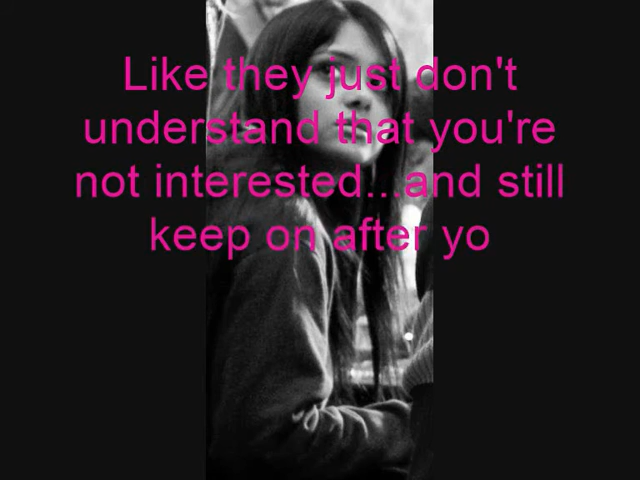 Like they just don't
understand that you're
not interested...and still
keep on after yo